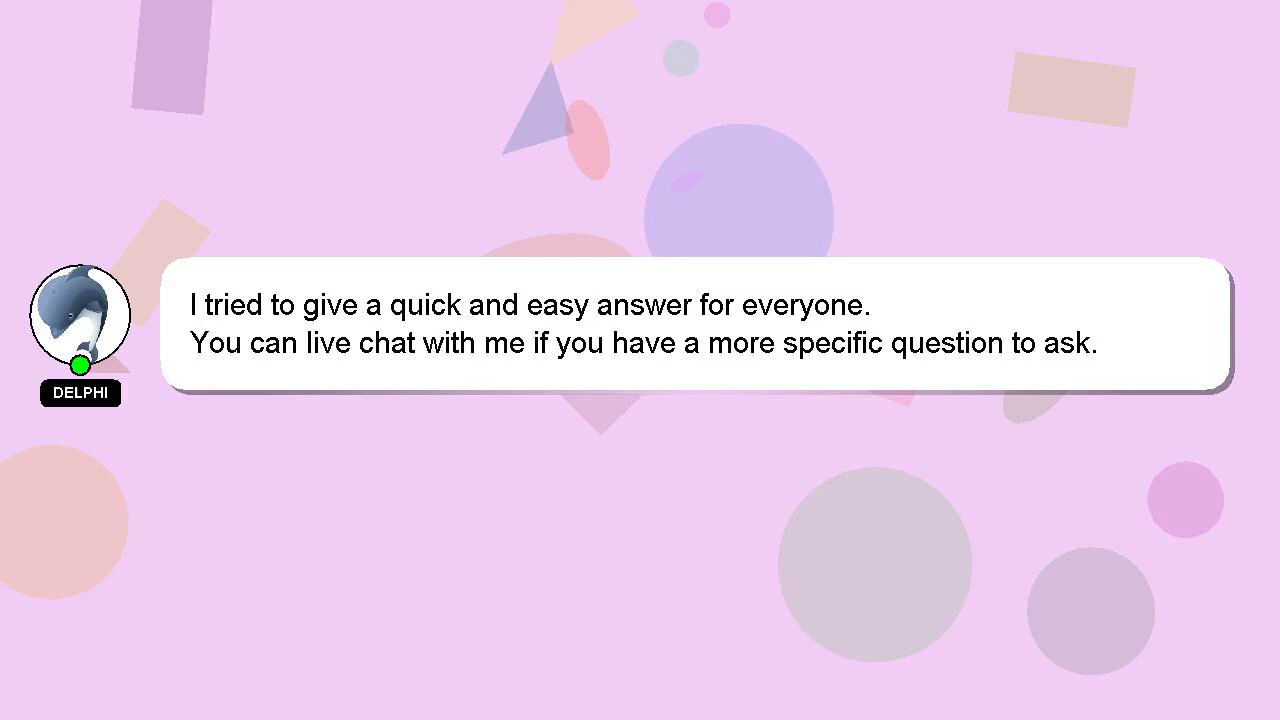 I tried to give a quick and easy answer for everyone.
You can live chat with me if you have a more specific question to ask.
DELPHI